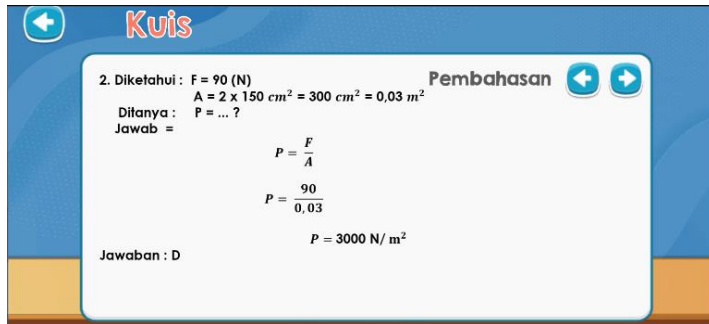 Kuis
Pembahasan
2. Diketahui : F = 90 (N)
A = 2 x 150 cm² = 300 cm² = 0,03 m²
Ditanya : P = ... ?
Jawab =
P = F/A
P = 90/0,03
P = 3000 N/ m²
Jawaban : D